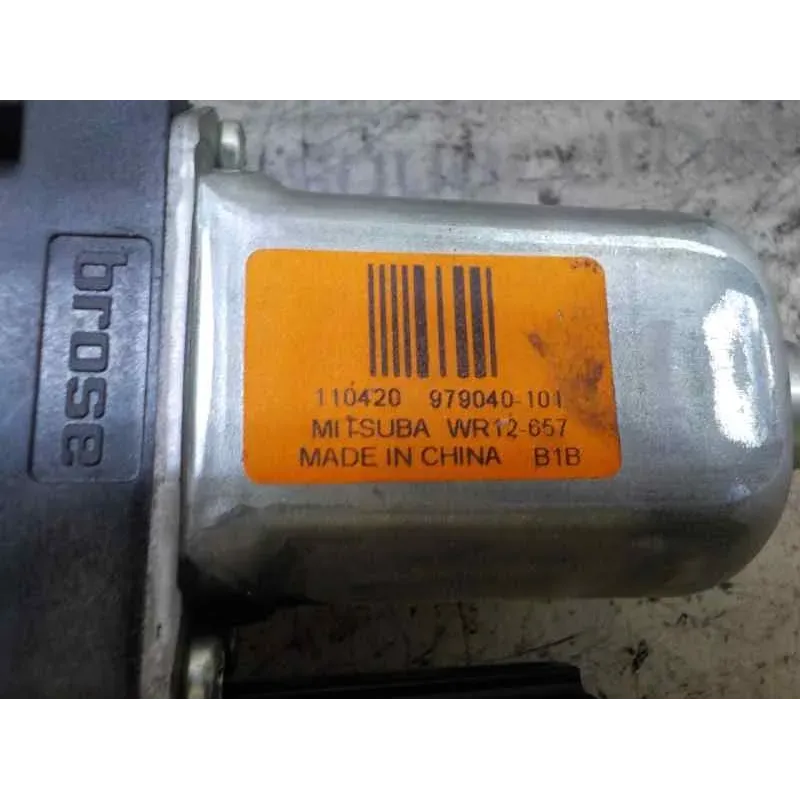 brose
110420 979040-101
MITSUBA WR12-657
MADE IN CHINA B1B